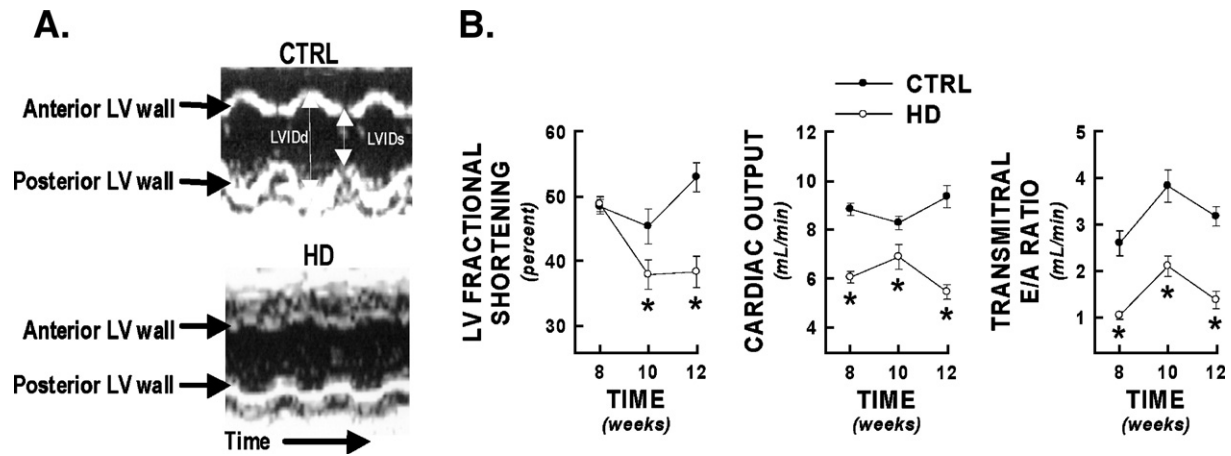 A.
CTRL
Anterior LV wall
LVIDd
LVIDs
Posterior LV wall
HD
Anterior LV wall
Posterior LV wall
Time
B.
CTRL
HD
LV FRACTIONAL
SHORTENING
(percent)
60
50
40
30
8 10 12
TIME
(weeks)
CARDIAC OUTPUT
(mL/min)
12
10
8
6
4
8 10 12
TIME
(weeks)
TRANSMITRAL
E/A RATIO
(mL/min)
5
4
3
2
1
8 10 12
TIME
(weeks)
* *
* * *
* * *